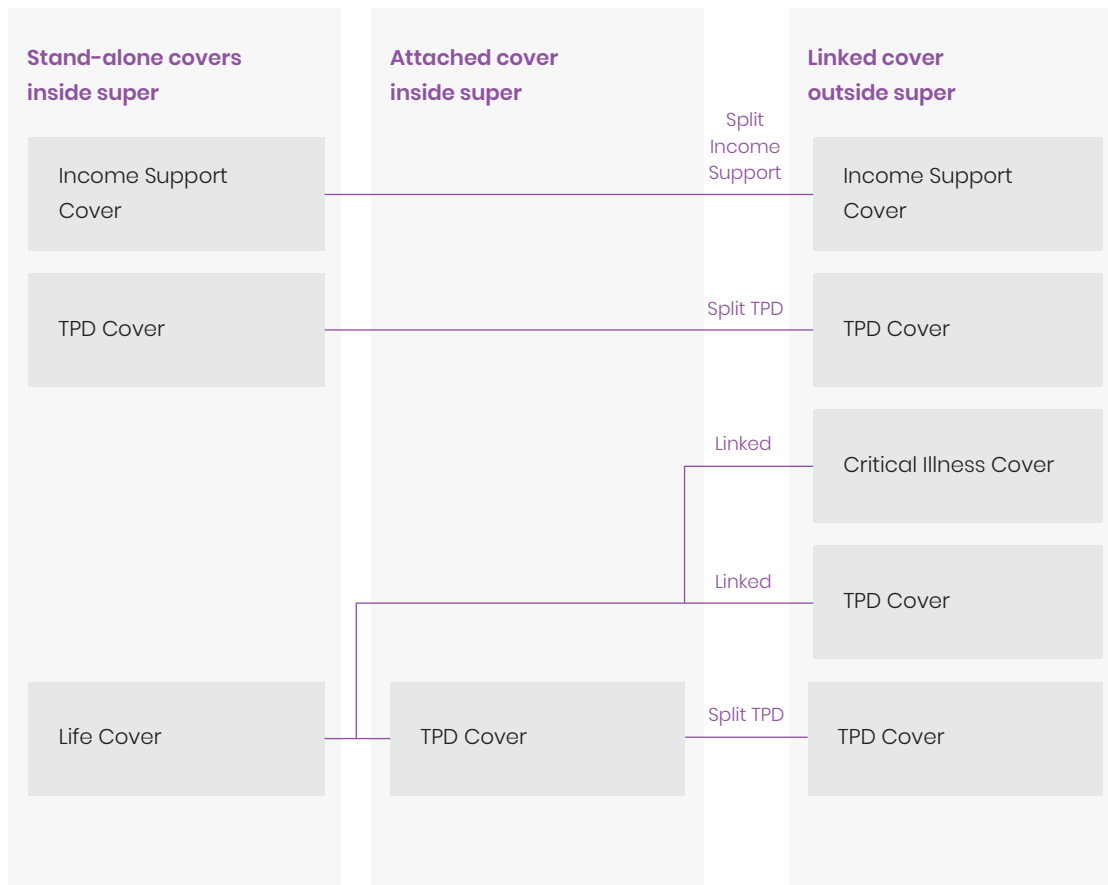 Stand-alone covers
inside super
Attached cover
inside super
Linked cover
outside super
Split
Income
Support
Income Support
Cover
Income Support
Cover
TPD Cover
Split TPD
TPD Cover
Linked
Critical Illness Cover
Linked
TPD Cover
Life Cover
TPD Cover
Split TPD
TPD Cover